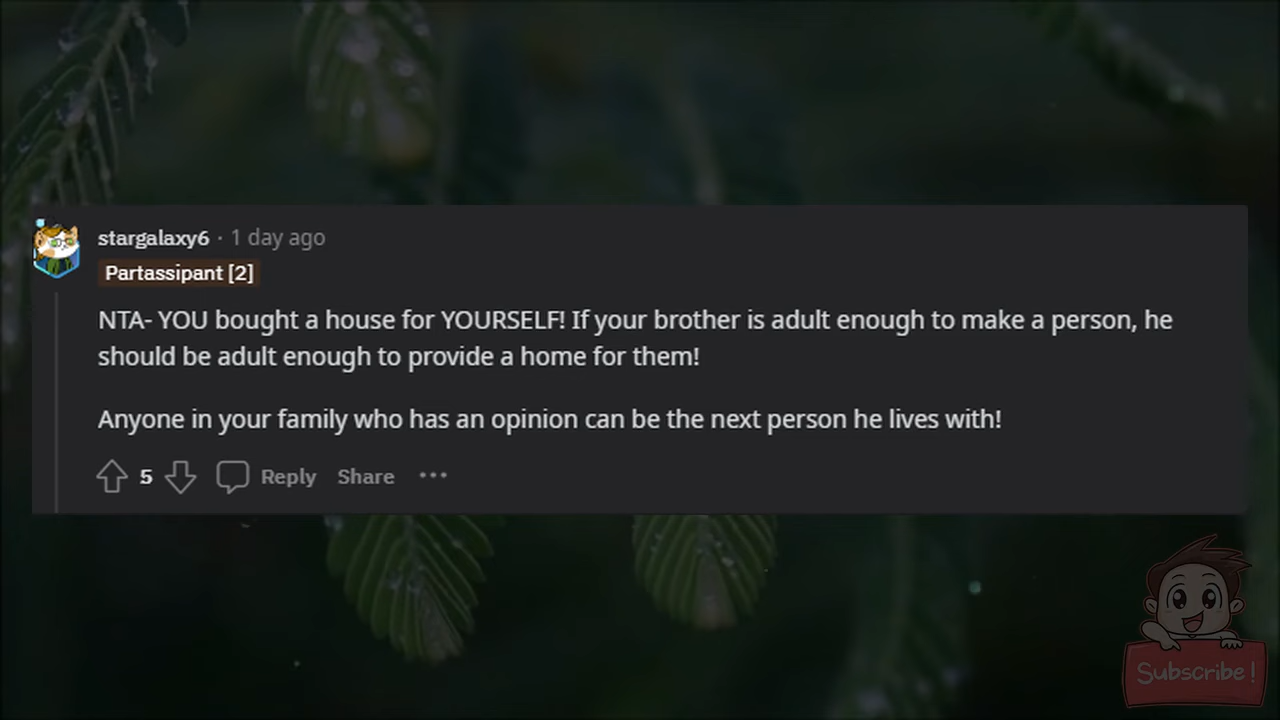 stargalaxy6 · 1 day ago
Partassipant [2]
NTA- YOU bought a house for YOURSELF! If your brother is adult enough to make a person, he
should be adult enough to provide a home for them!
Anyone in your family who has an opinion can be the next person he lives with!
5 Reply Share ···
Subscribe!